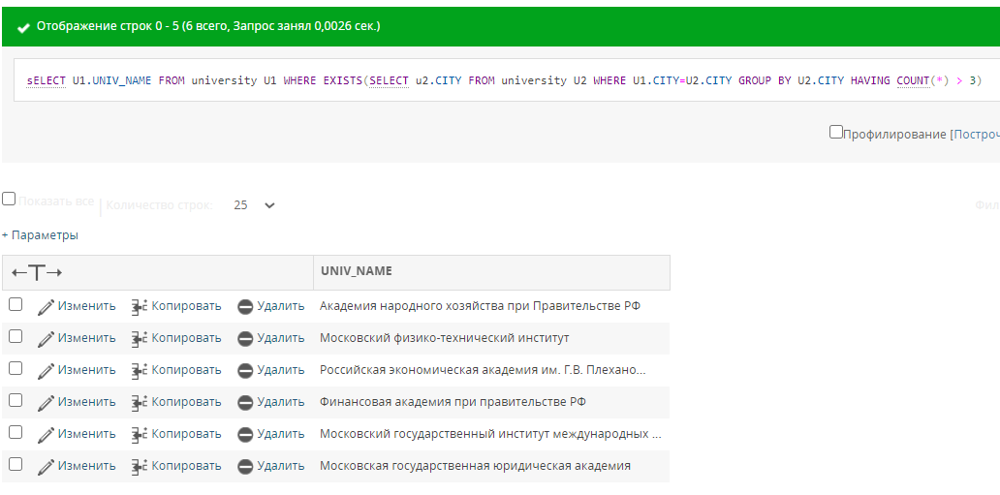 Отображение строк 0 - 5 (6 всего, Запрос занял 0,0026 сек.)
sELECT U1.UNIV_NAME FROM university U1 WHERE EXISTS(SELECT u2.CITY FROM university U2 WHERE U1.CITY=U2.CITY GROUP BY U2.CITY HAVING COUNT(*) > 3)
Профилирование [Построч
Показать все | Количество строк: 25 Фил
+ Параметры
←T→ UNIV_NAME
Изменить Копировать Удалить Академия народного хозяйства при Правительстве РФ
Изменить Копировать Удалить Московский физико-технический институт
Изменить Копировать Удалить Российская экономическая академия им. Г.В. Плехано...
Изменить Копировать Удалить Финансовая академия при правительстве РФ
Изменить Копировать Удалить Московский государственный институт международных ...
Изменить Копировать Удалить Московская государственная юридическая академия